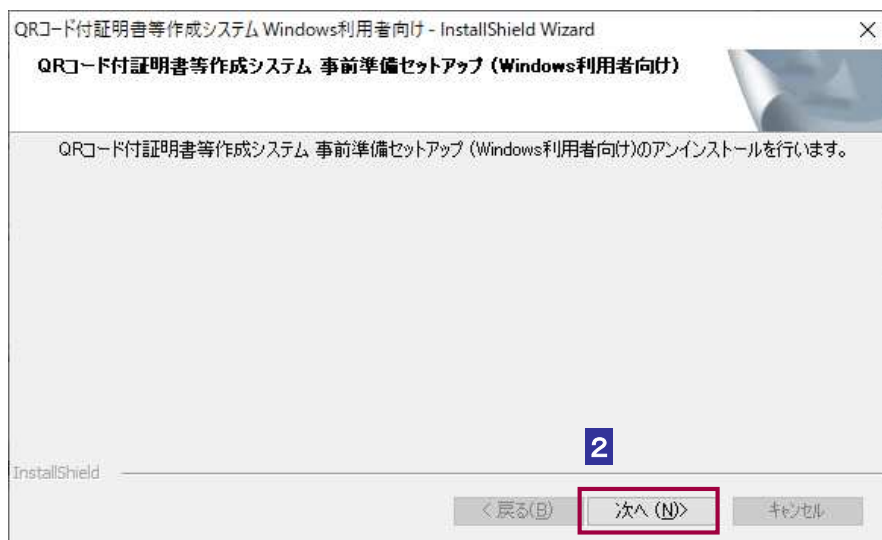 QRコード付証明書等作成システム Windows利用者向け - InstallShield Wizard
QRコード付証明書等作成システム 事前準備セットアップ (Windows利用者向け)
QRコード付証明書等作成システム 事前準備セットアップ (Windows利用者向け)のアンインストールを行います。
2
InstallShield
< 戻る(B)
次へ (N)>
キャンセル